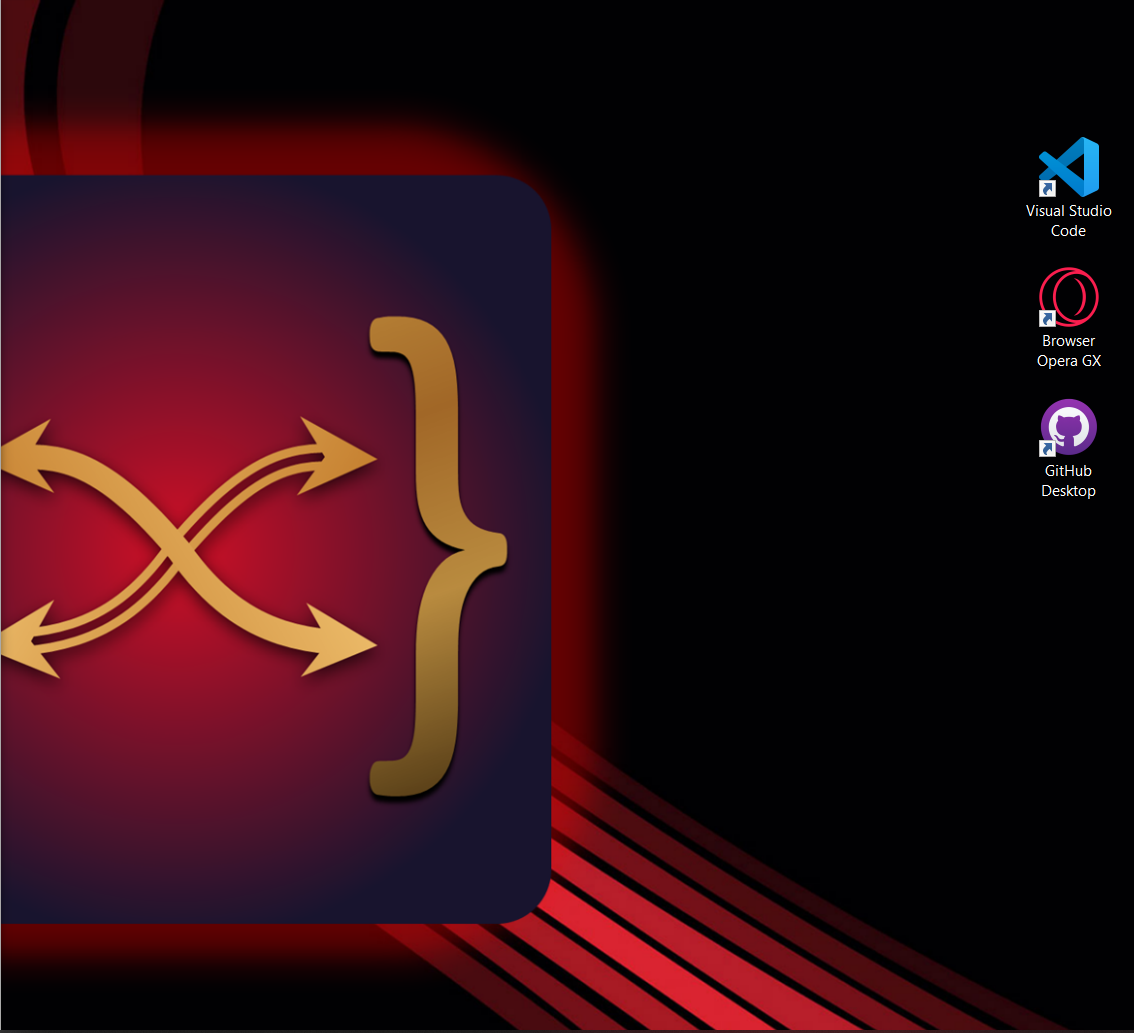 Visual Studio
Code
Browser
Opera GX
GitHub
Desktop